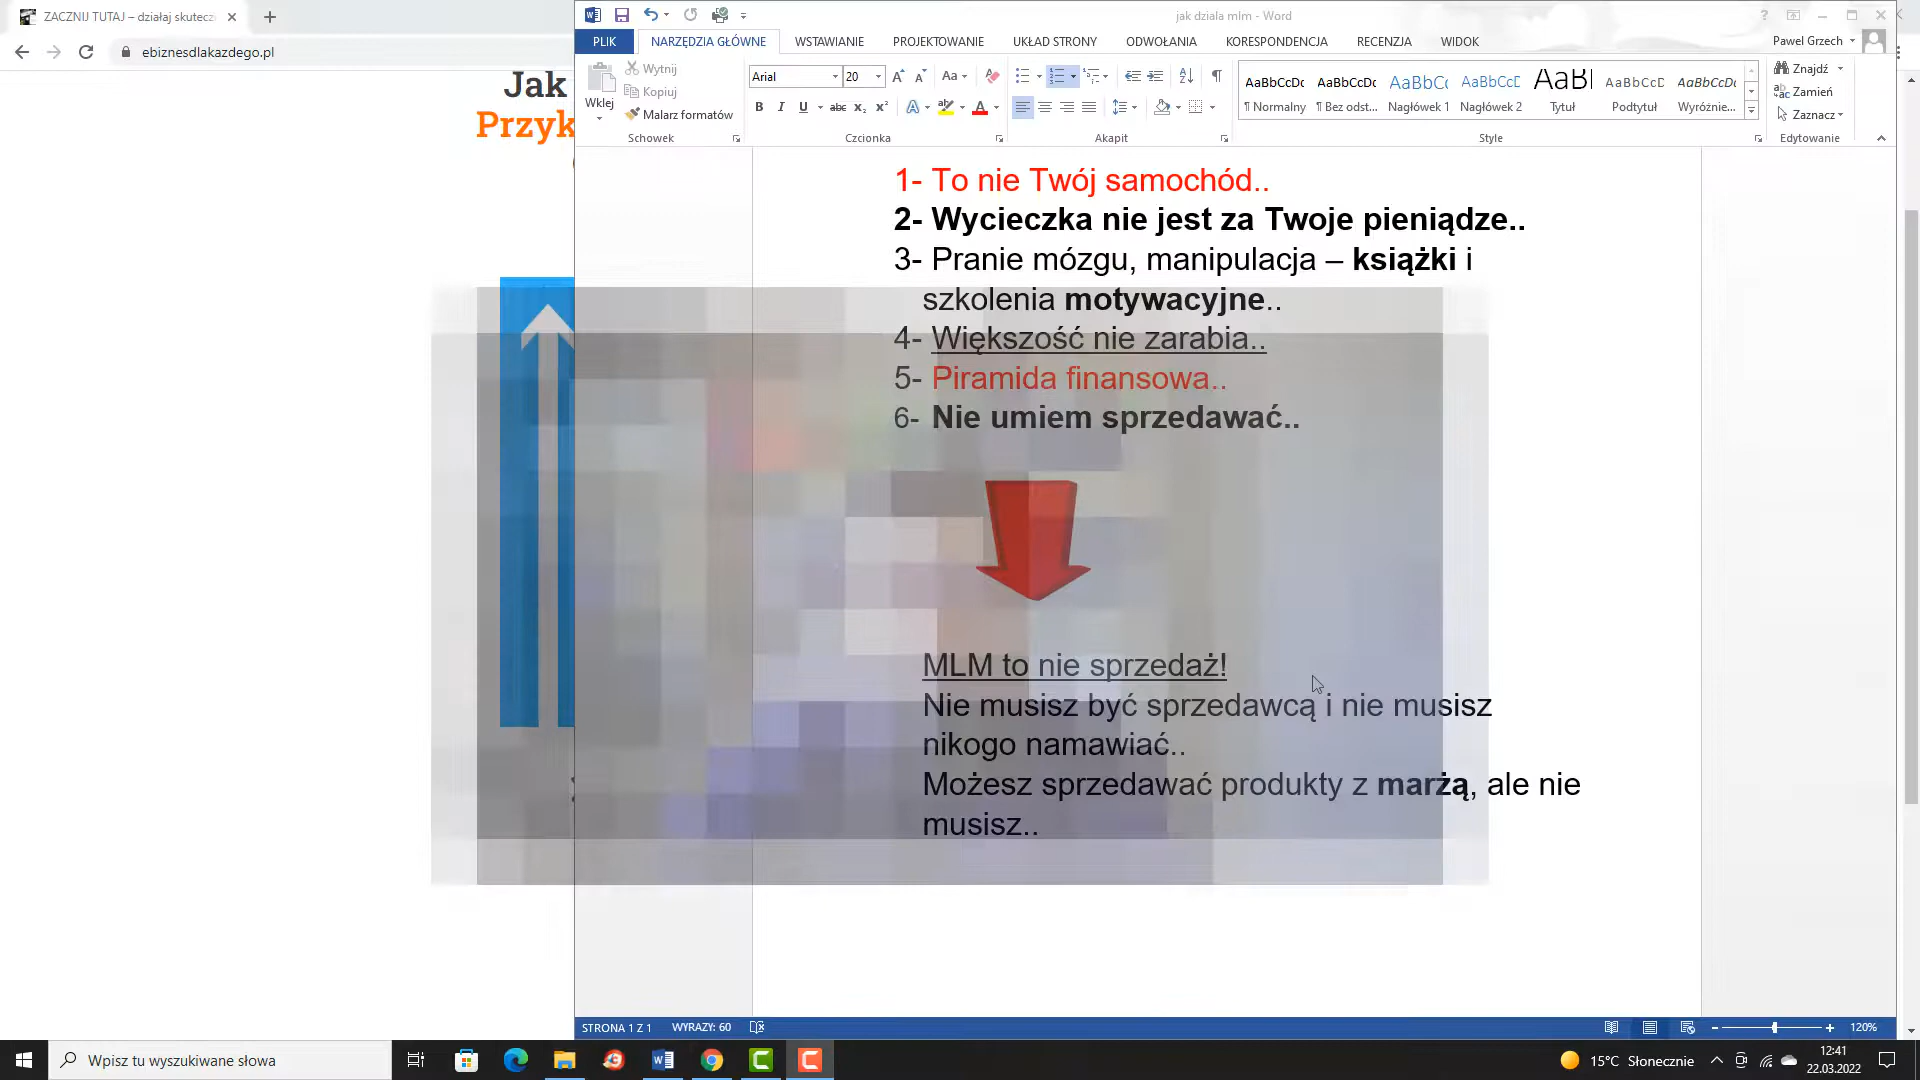 ZACZNIJ TUTAJ – działaj skutecz
jak dziala mlm - Word
PLIK NARZĘDZIA GŁÓWNE WSTAWIANIE PROJEKTOWANIE UKŁAD STRONY ODWOŁANIA KORESPONDENCJA RECENZJA WIDOK
Pawel Grzech
ebiznesdlakazdego.pl
Wklej
Wytnij
Kopiuj
Malarz formatów
Schowek
Arial 20
Czcionka
Akapit
AaBbCcDc AaBbCcDc AaBbCc AaBbCcD AaBl AaBbCcD AaBbCcDc
¶ Normalny ¶ Bez odst... Nagłówek 1 Nagłówek 2 Tytuł Podtytuł Wyróżnie...
Style
Znajdź
Zamień
Zaznacz
Edytowanie
Jak
Przyk
1- To nie Twój samochód..
2- Wycieczka nie jest za Twoje pieniądze..
3- Pranie mózgu, manipulacja – książki i
szkolenia motywacyjne..
4- Większość nie zarabia..
5- Piramida finansowa..
6- Nie umiem sprzedawać..
MLM to nie sprzedaż!
Nie musisz być sprzedawcą i nie musisz
nikogo namawiać..
Możesz sprzedawać produkty z marżą, ale nie
musisz..
STRONA 1 Z 1 WYRAZY: 60
120%
Wpisz tu wyszukiwane słowa
15°C Słonecznie
12:41
22.03.2022